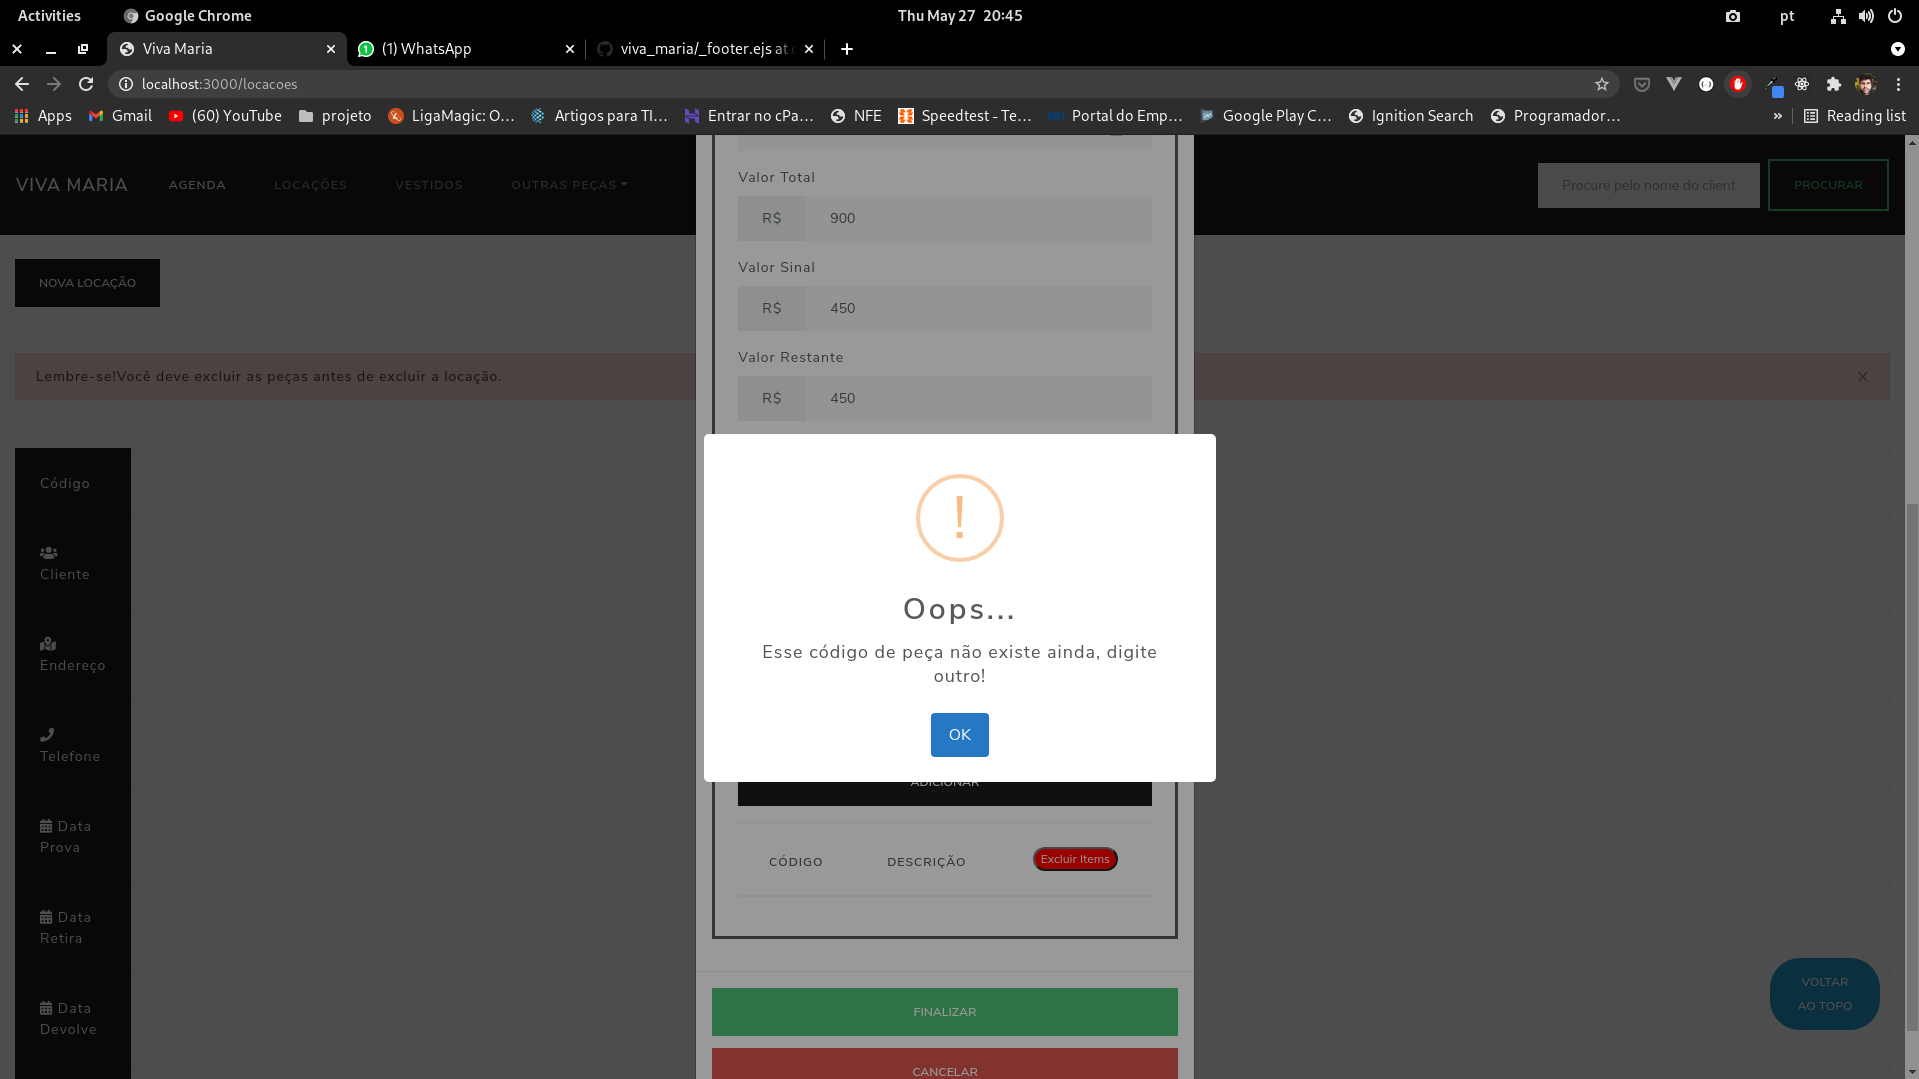 Activities
Google Chrome
Thu May 27 20:45
pt
Viva Maria
(1) WhatsApp
viva_maria/_footer.ejs at
localhost:3000/locacoes
Apps
Gmail
(60) YouTube
projeto
LigaMagic: O...
Artigos para TI...
Entrar no cPa...
NFE
Speedtest - Te...
Portal do Emp...
Google Play C...
Ignition Search
Programador...
»
Reading list
VIVA MARIA
AGENDA
LOCAÇÕES
VESTIDOS
OUTRAS PEÇAS
Procure pelo nome do client
PROCURAR
NOVA LOCAÇÃO
Lembre-se!Você deve excluir as peças antes de excluir a locação.
×
Valor Total
R$ 900
Valor Sinal
R$ 450
Valor Restante
R$ 450
!
Oops...
Esse código de peça não existe ainda, digite
outro!
OK
ADICIONAR
CÓDIGO
DESCRIÇÃO
Excluir Items
FINALIZAR
CANCELAR
Código
Cliente
Endereço
Telefone
Data
Prova
Data
Retira
Data
Devolve
VOLTAR
AO TOPO